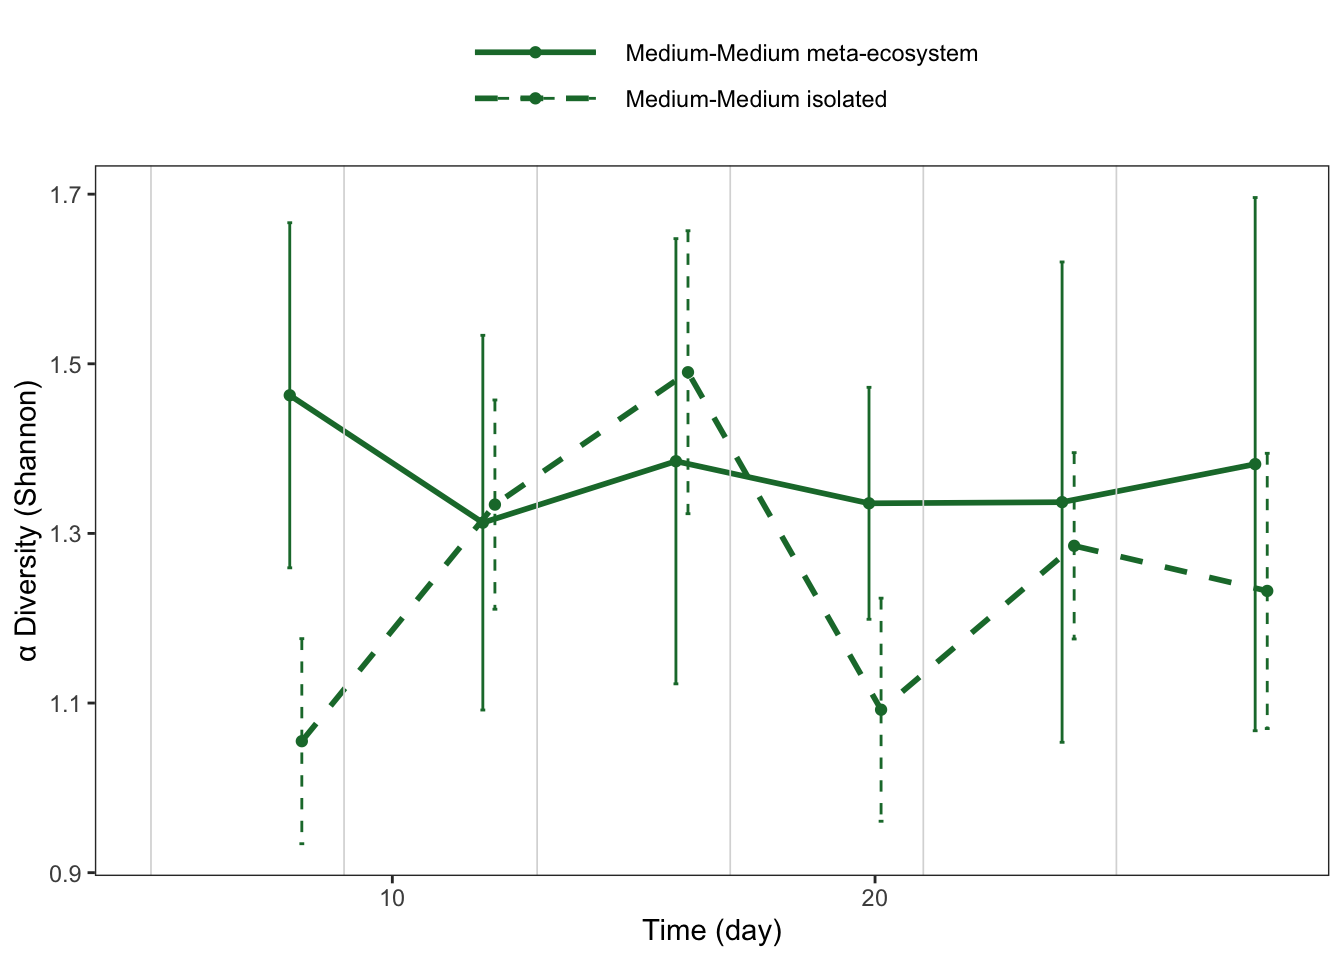 Medium-Medium meta-ecosystem
Medium-Medium isolated
1.7
1.5
1.3
1.1
0.9
α Diversity (Shannon)
10
20
Time (day)